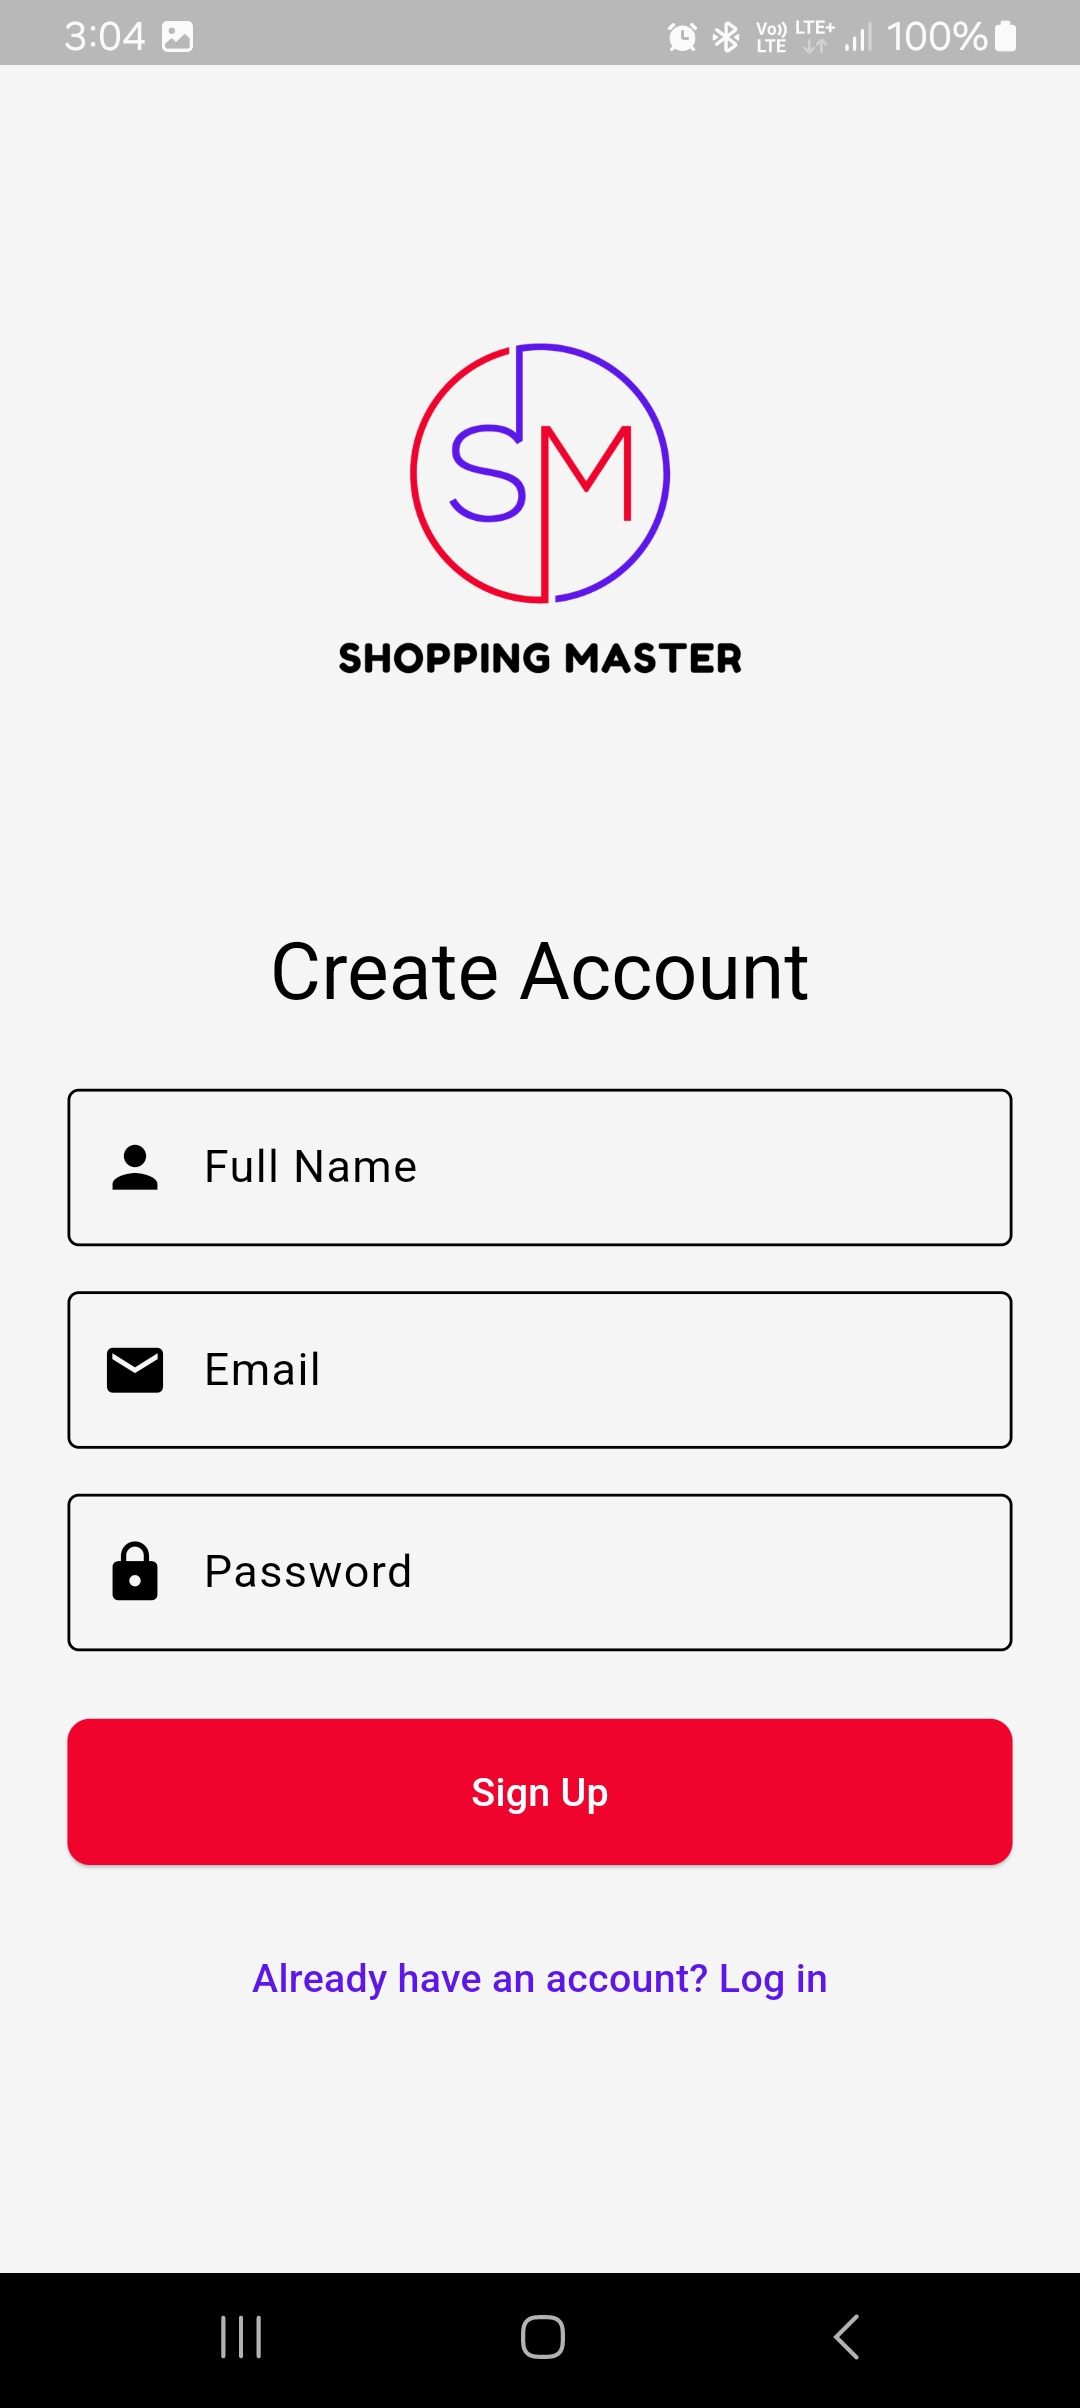 3:04 Vo)) LTE LTE+ 100%
SM
SHOPPING MASTER
Create Account
Full Name
Email
Password
Sign Up
Already have an account? Log in